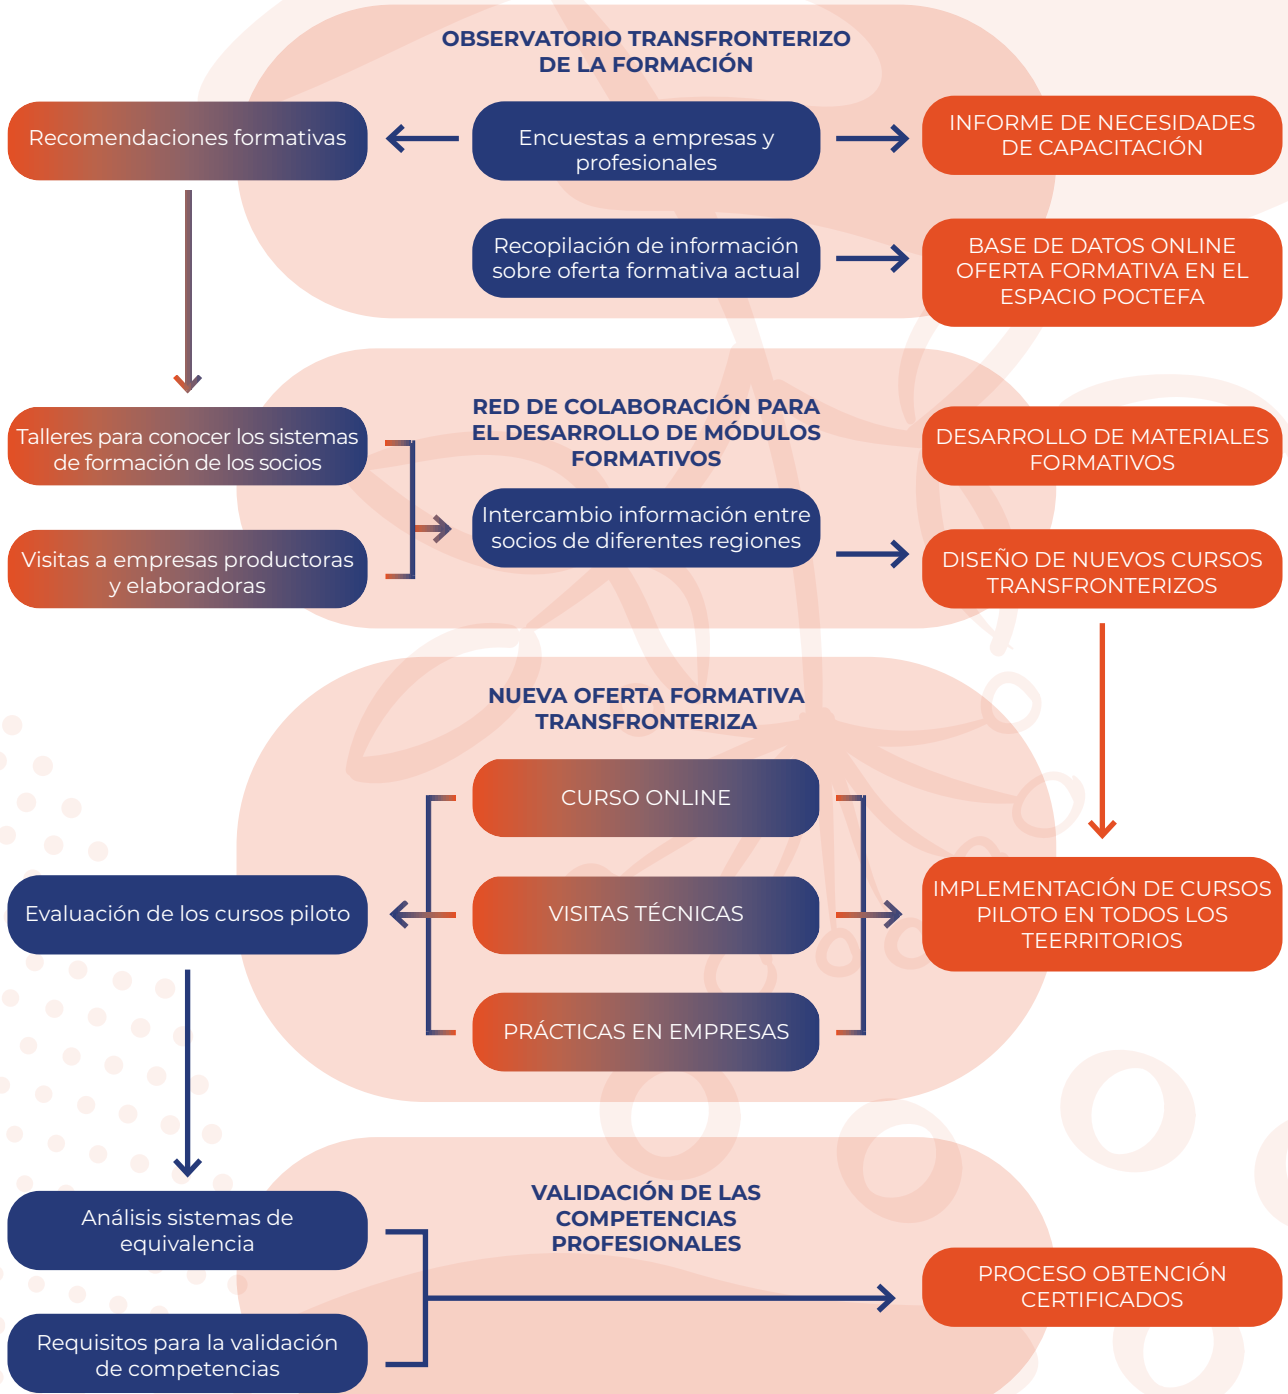 OBSERVATORIO TRANSFRONTERIZO
DE LA FORMACIÓN
Recomendaciones formativas
Encuestas a empresas y
profesionales
INFORME DE NECESIDADES
DE CAPACITACIÓN
Recopilación de información
sobre oferta formativa actual
BASE DE DATOS ONLINE
OFERTA FORMATIVA EN EL
ESPACIO POCTEFA
RED DE COLABORACIÓN PARA
EL DESARROLLO DE MÓDULOS
FORMATIVOS
Talleres para conocer los sistemas
de formación de los socios
DESARROLLO DE MATERIALES
FORMATIVOS
Visitas a empresas productoras
y elaboradoras
Intercambio información entre
socios de diferentes regiones
DISEÑO DE NUEVOS CURSOS
TRANSFRONTERIZOS
NUEVA OFERTA FORMATIVA
TRANSFRONTERIZA
CURSO ONLINE
Evaluación de los cursos piloto
VISITAS TÉCNICAS
IMPLEMENTACIÓN DE CURSOS
PILOTO EN TODOS LOS
TEERRITORIOS
PRÁCTICAS EN EMPRESAS
VALIDACIÓN DE LAS
COMPETENCIAS
PROFESIONALES
Análisis sistemas de
equivalencia
PROCESO OBTENCIÓN
CERTIFICADOS
Requisitos para la validación
de competencias